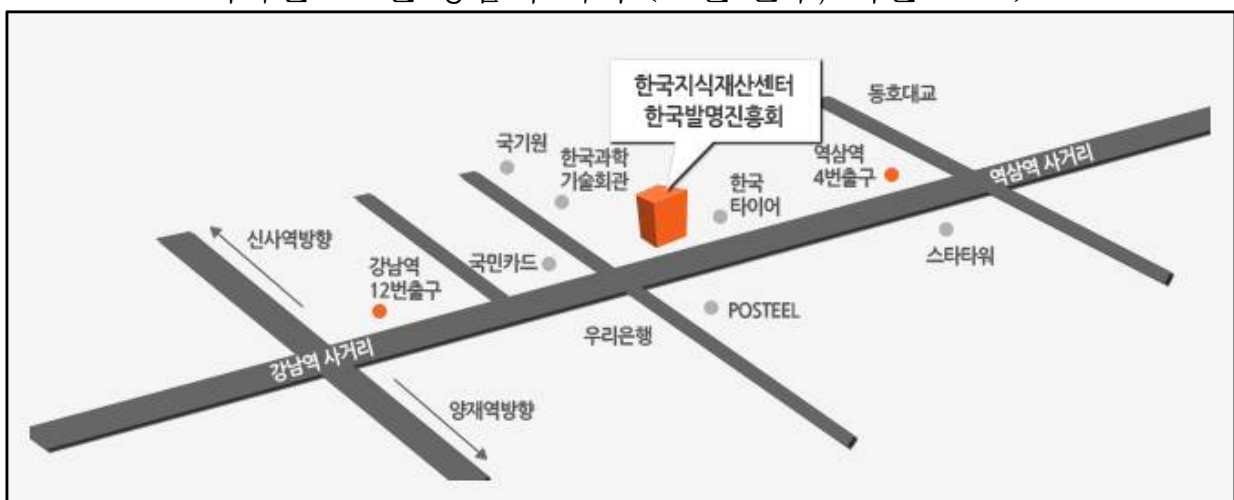 한국지식재산센터
한국발명진흥회
동호대교
국기원
한국과학
기술회관
역삼역
4번출구
역삼역 사거리
한국
타이어
신사역방향
강남역
12번출구
국민카드
스타타워
POSTEEL
우리은행
강남역 사거리
양재역방향